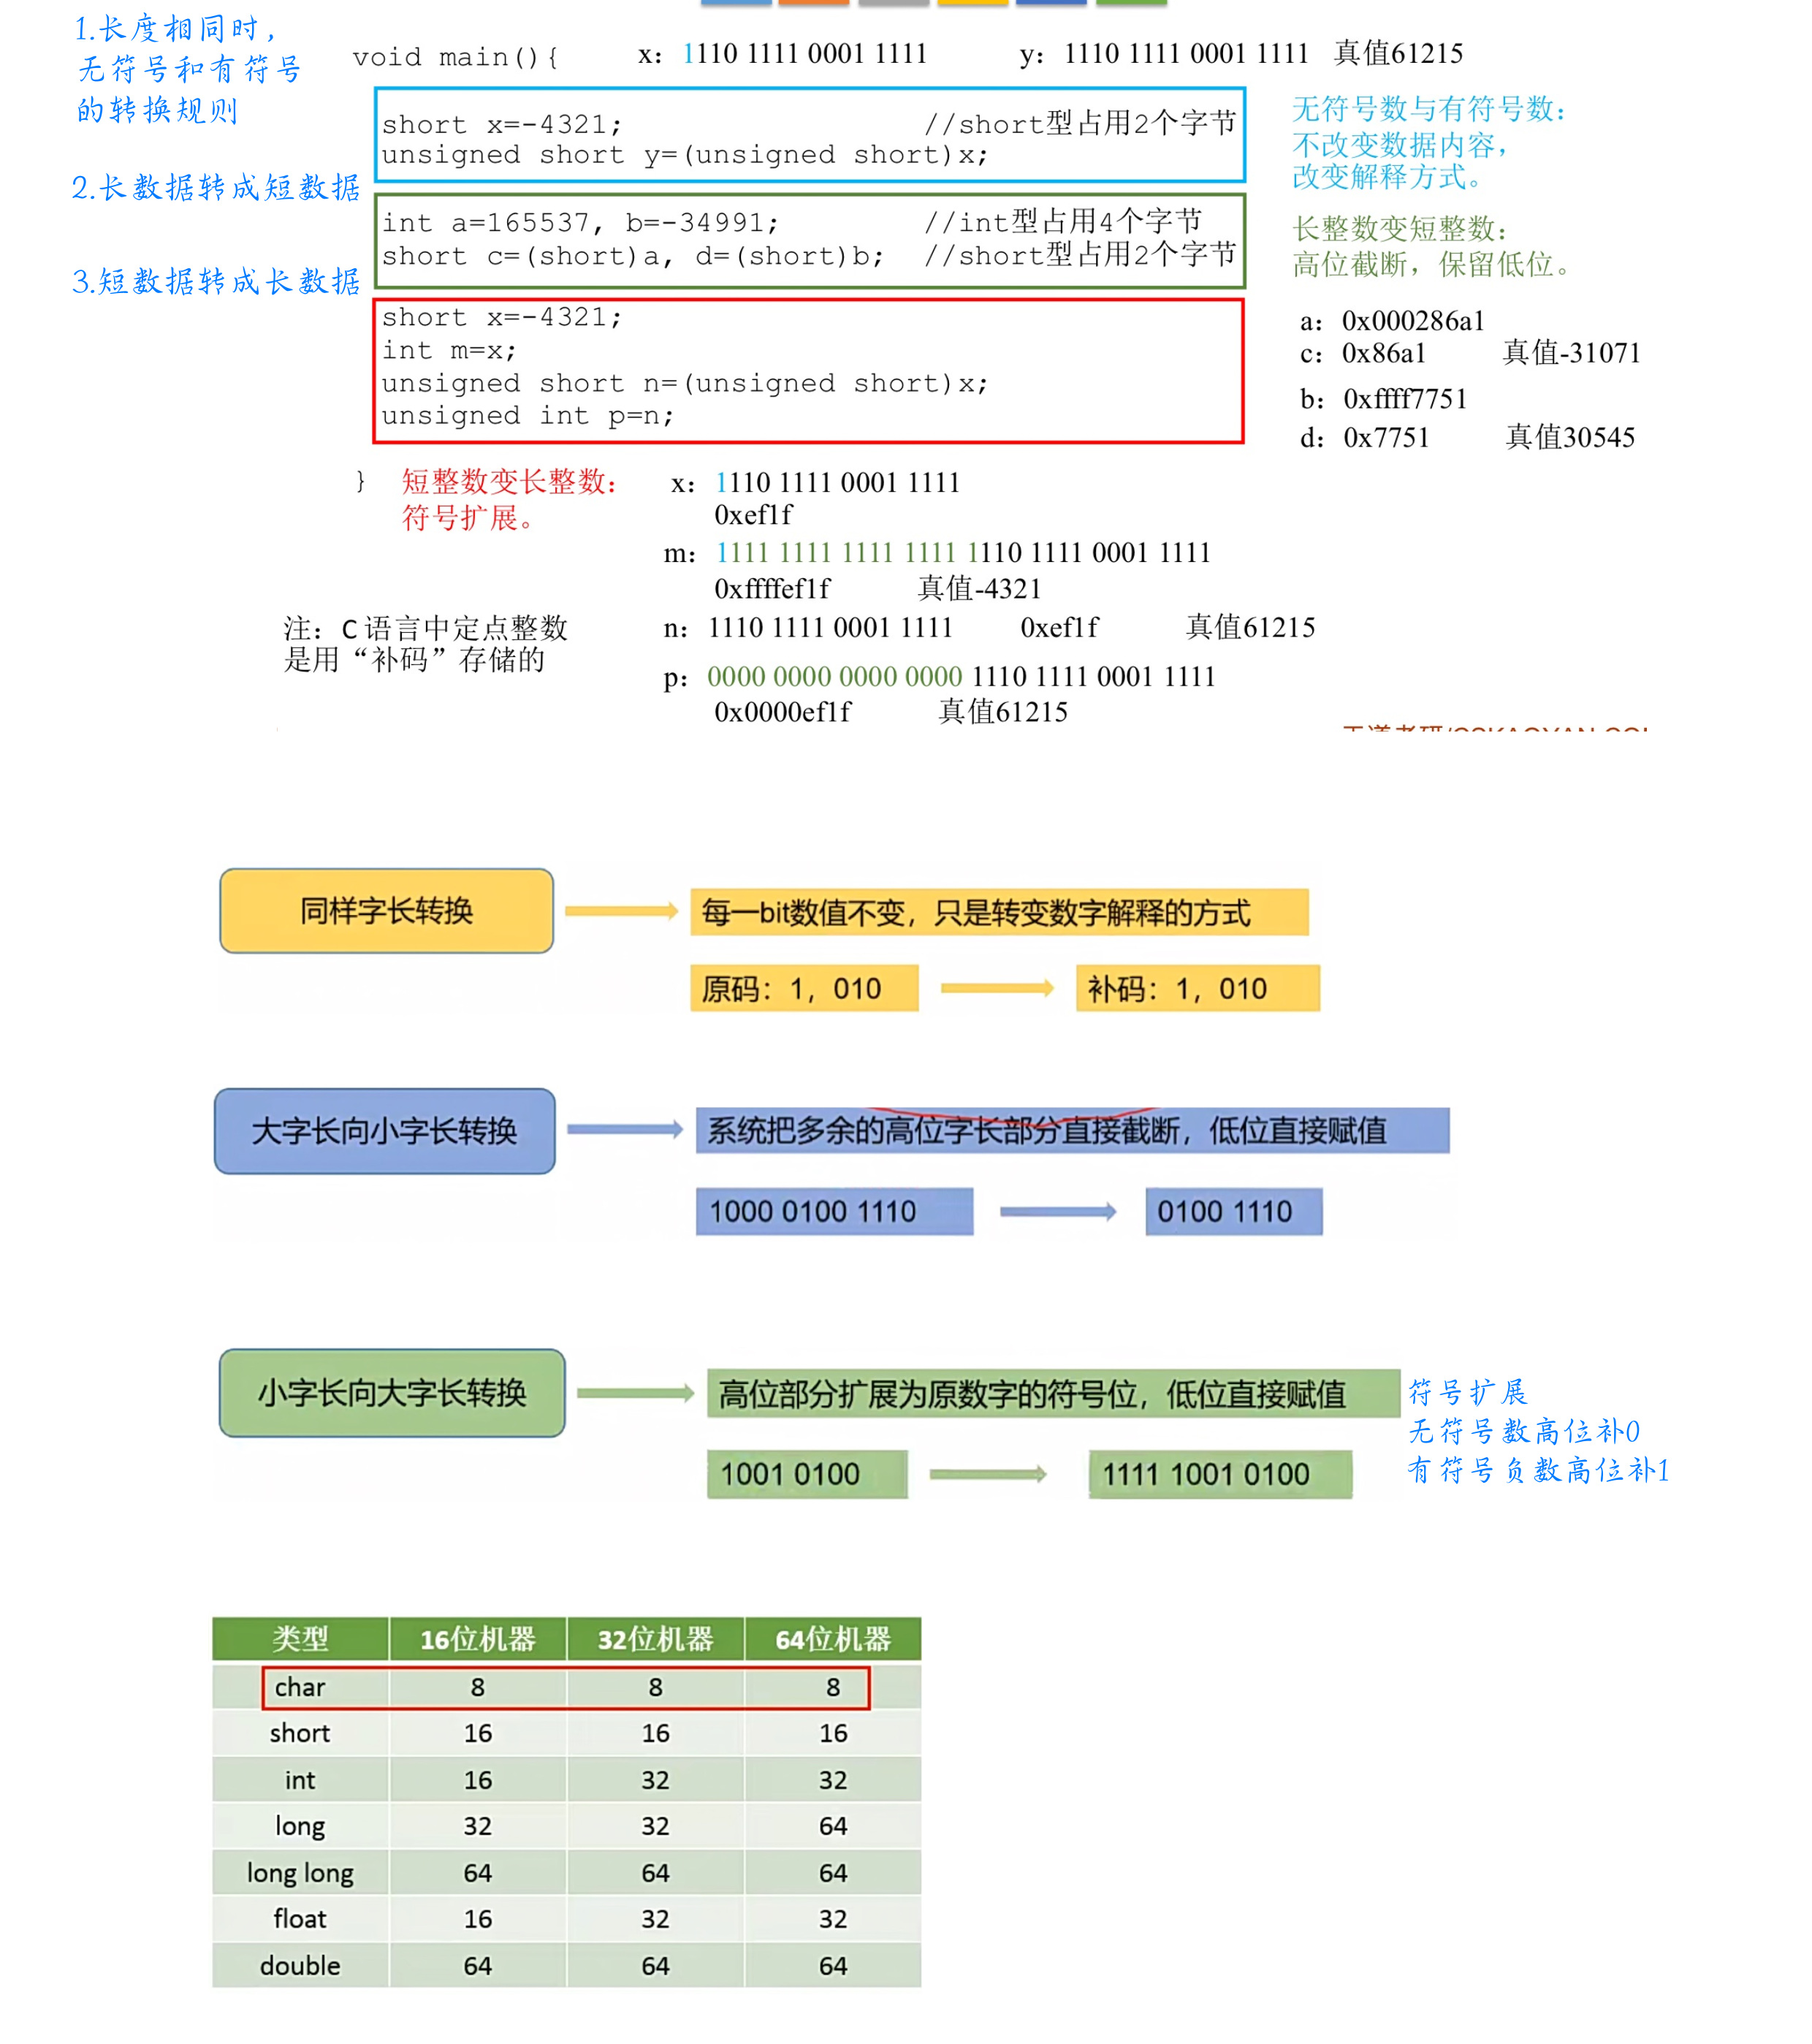 1.长度相同时，
无符号和有符号
的转换规则
void main(){
x：1110 1111 0001 1111
y：1110 1111 0001 1111 真值61215
short x=-4321; //short型占用2个字节
unsigned short y=(unsigned short)x;
无符号数与有符号数：
不改变数据内容，
改变解释方式。
2.长数据转成短数据
int a=165537, b=-34991; //int型占用4个字节
short c=(short)a, d=(short)b; //short型占用2个字节
长整数变短整数：
高位截断，保留低位。
3.短数据转成长数据
short x=-4321;
int m=x;
unsigned short n=(unsigned short)x;
unsigned int p=n;
a：0x000286a1
c：0x86a1 真值-31071
b：0xffff7751
d：0x7751 真值30545
}
短整数变长整数：
符号扩展。
x：1110 1111 0001 1111
0xef1f
m：1111 1111 1111 1111 1110 1111 0001 1111
0xffffef1f 真值-4321
n：1110 1111 0001 1111 0xef1f 真值61215
p：0000 0000 0000 0000 1110 1111 0001 1111
0x0000ef1f 真值61215
注：C语言中定点整数
是用“补码”存储的
同样字长转换
每一bit数值不变，只是转变数字解释的方式
原码：1，010
补码：1，010
大字长向小字长转换
系统把多余的高位字长部分直接截断，低位直接赋值
1000 0100 1110
0100 1110
小字长向大字长转换
高位部分扩展为原数字的符号位，低位直接赋值
1001 0100
1111 1001 0100
符号扩展
无符号数高位补0
有符号负数高位补1
类型 16位机器 32位机器 64位机器
char 8 8 8
short 16 16 16
int 16 32 32
long 32 32 64
long long 64 64 64
float 16 32 32
double 64 64 64